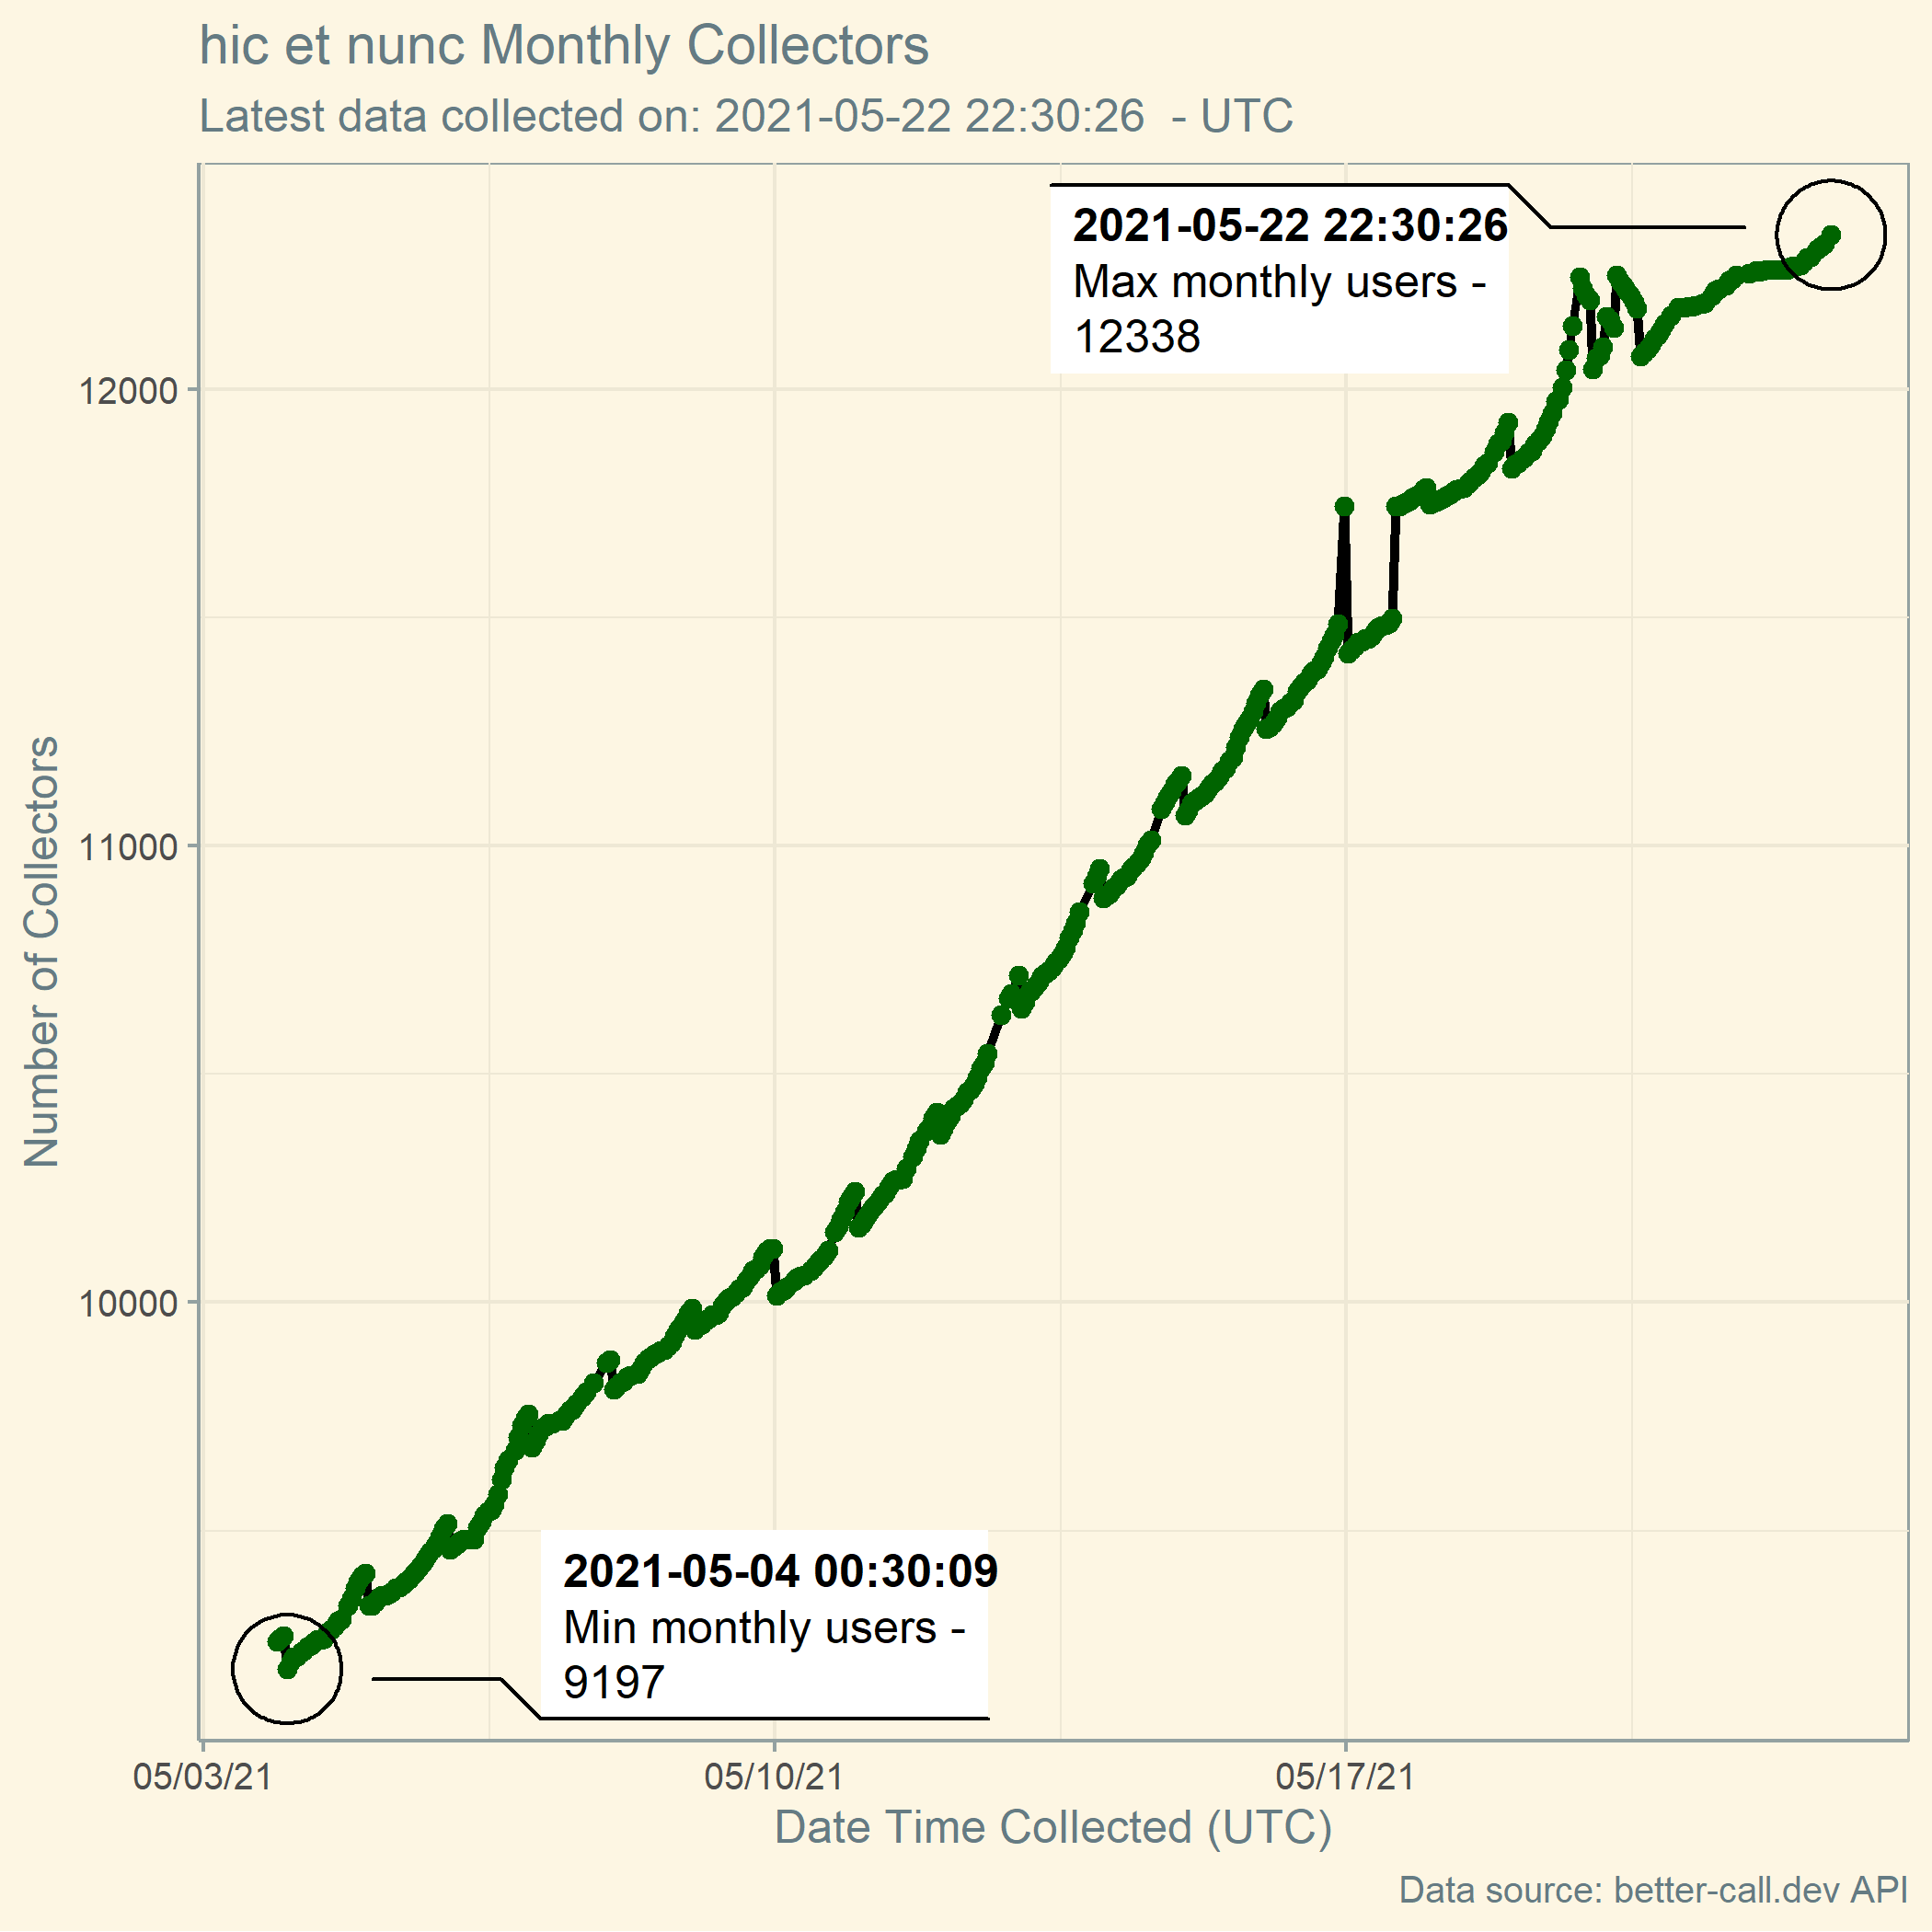 hic et nunc Monthly Collectors
Latest data collected on: 2021-05-22 22:30:26  - UTC
2021-05-22 22:30:26
Max monthly users -
12338
12000
11000
10000
Number of Collectors
2021-05-04 00:30:09
Min monthly users -
9197
05/03/21
05/10/21
05/17/21
Date Time Collected (UTC)
Data source: better-call.dev API